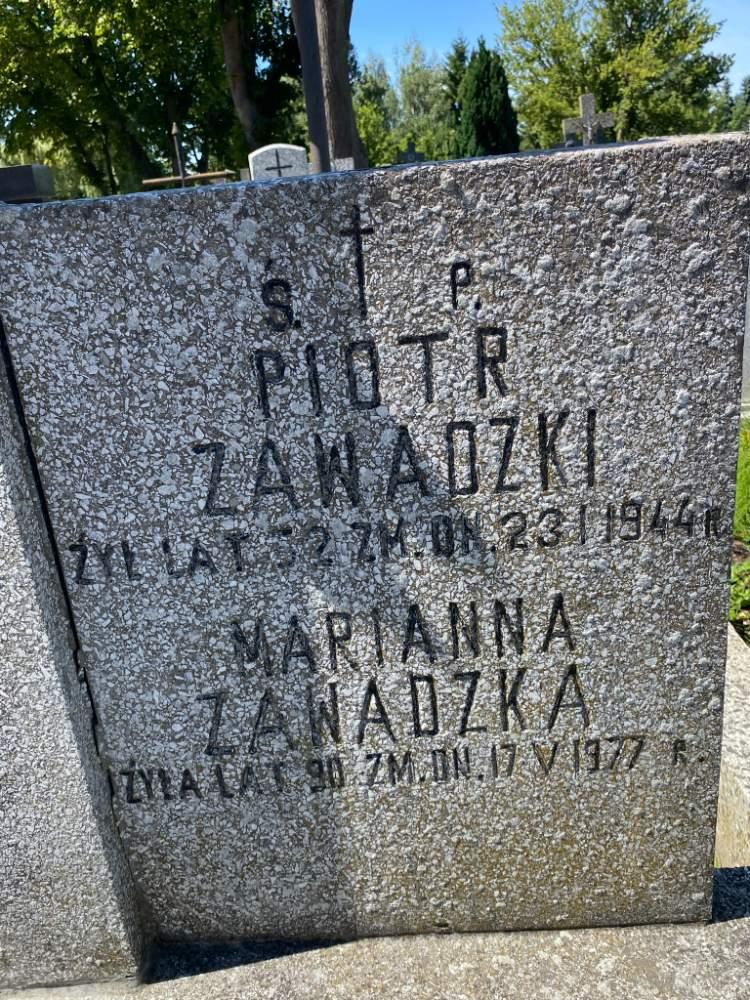 Ś. P.
PIOTR
ZAWADZKI
ŻYŁ LAT 52 ZM. DN. 23 I 1944 R.
MARIANNA
ZAWADZKA
ŻYŁA LAT 90 ZM. DN. 17 V 1977 R.